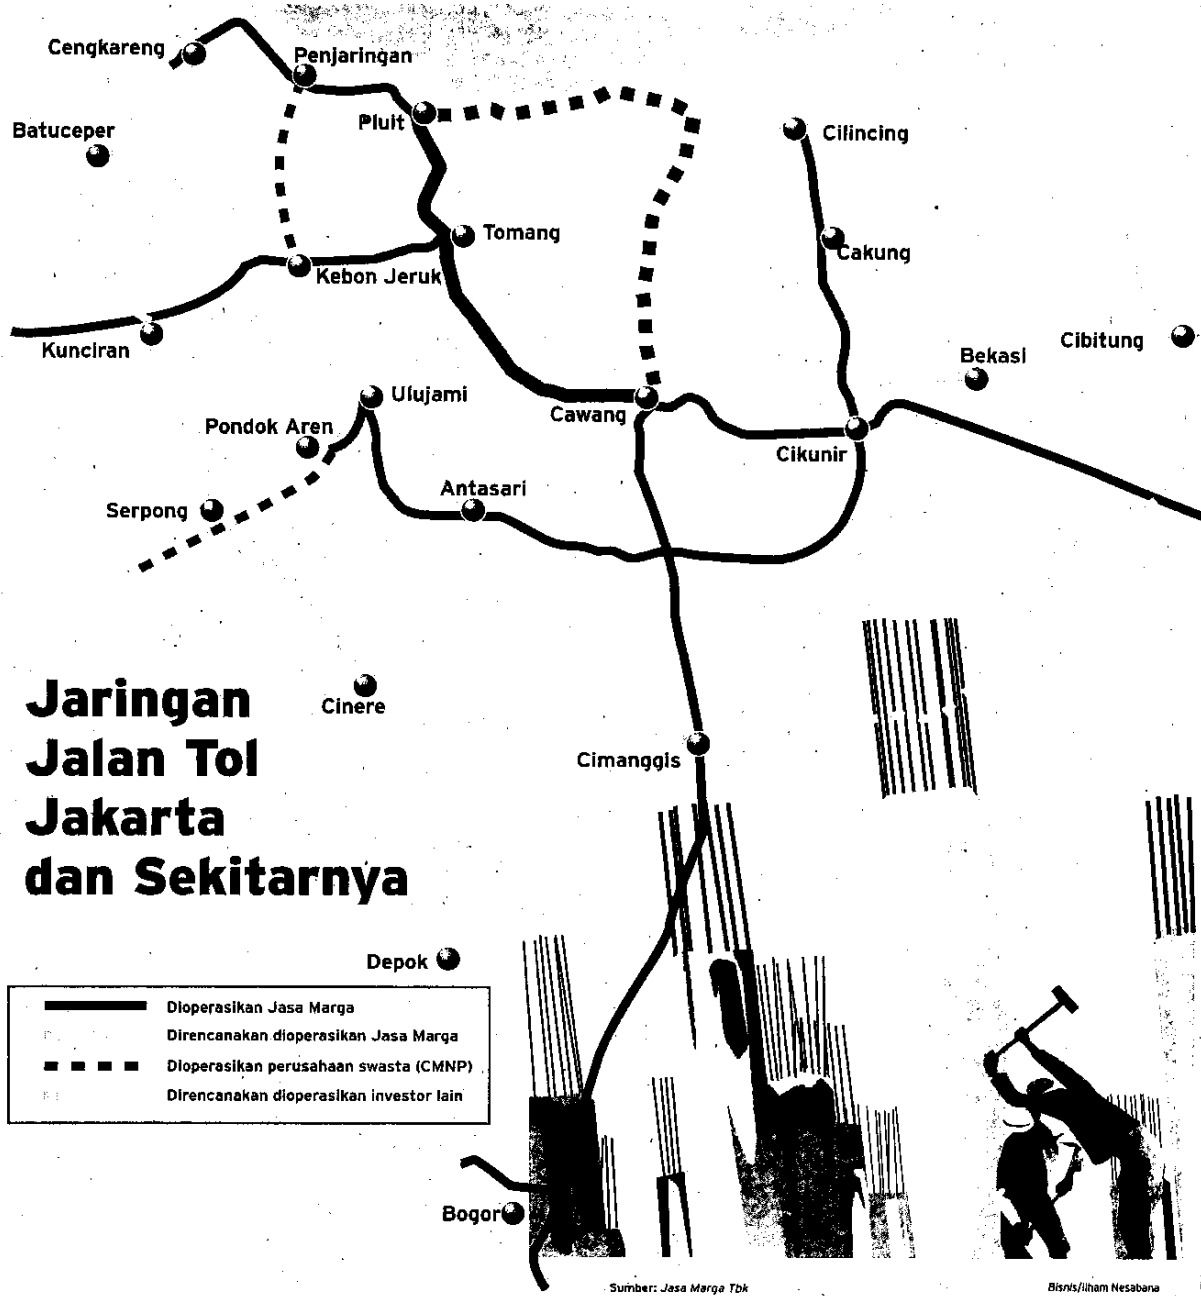 Cengkareng
Penjaringan
Pluit
Batuceper
Cilincing
Tomang
Cakung
Kebon Jeruk
Kunciran
Cibitung
Bekasi
Ulujami
Cawang
Pondok Aren
Cikunir
Antasari
Serpong
Jaringan
Jalan Tol
Jakarta
dan Sekitarnya
Cinere
Cimanggis
Depok
Dioperasikan Jasa Marga
Direncanakan dioperasikan Jasa Marga
Dioperasikan perusahaan swasta (CMNP)
Direncanakan dioperasikan investor lain
Bogor
Sumber: Jasa Marga Tbk
Bisnis/Ilham Nesabana